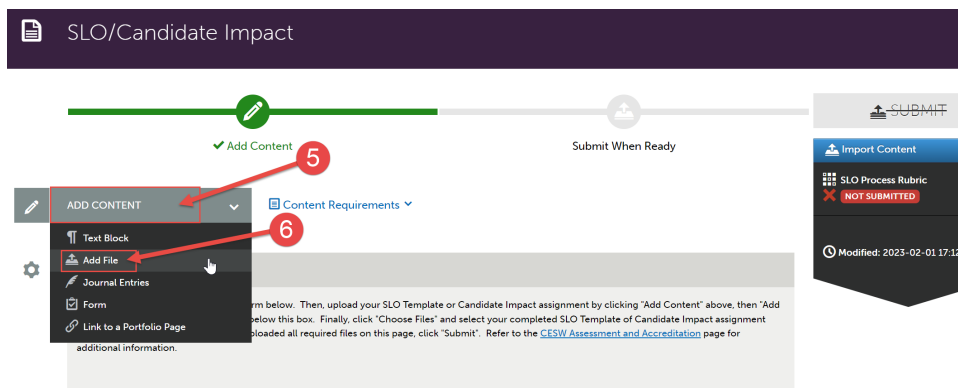 SLO/Candidate Impact
SUBMIT
Add Content
Submit When Ready
5
Import Content
ADD CONTENT
Content Requirements
SLO Process Rubric
NOT SUBMITTED
6
Text Block
Add File
Modified: 2023-02-01 17:12
Journal Entries
Form
rm below. Then, upload your SLO Template or Candidate Impact assignment by clicking "Add Content" above, then "Add
Link to a Portfolio Page
below this box. Finally, click "Choose Files" and select your completed SLO Template of Candidate Impact assignment
ploaded all required files on this page, click "Submit". Refer to the CESW Assessment and Accreditation page for
additional information.